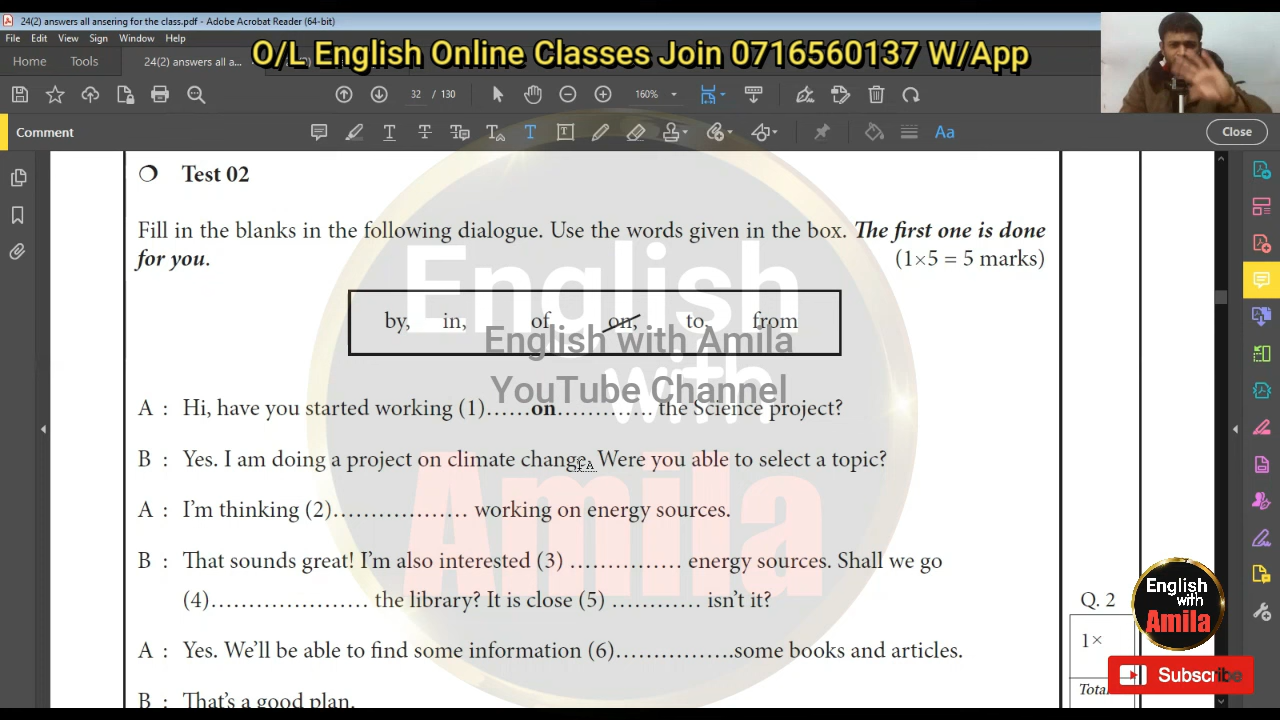 24(2) answers all ansering for the class.pdf - Adobe Acrobat Reader (64-bit)
File Edit View Sign Window Help
O/L English Online Classes Join 0716560137 W/App
Home Tools 24(2) answers all a...
32 / 130 160%
Comment Close
Test 02
Fill in the blanks in the following dialogue. Use the words given in the box. The first one is done
for you. (1×5 = 5 marks)
by, in, of on, to, from
English with Amila
English with Amila
YouTube Channel
A : Hi, have you started working (1)......on............. the Science project?
B : Yes. I am doing a project on climate change. Were you able to select a topic?
A : I'm thinking (2).................. working on energy sources.
B : That sounds great! I'm also interested (3) ............... energy sources. Shall we go
(4)..................... the library? It is close (5) ............ isn't it?
A : Yes. We'll be able to find some information (6)................some books and articles.
B : That's a good plan.
Q. 2
1×
Total
English with Amila
Subscribe